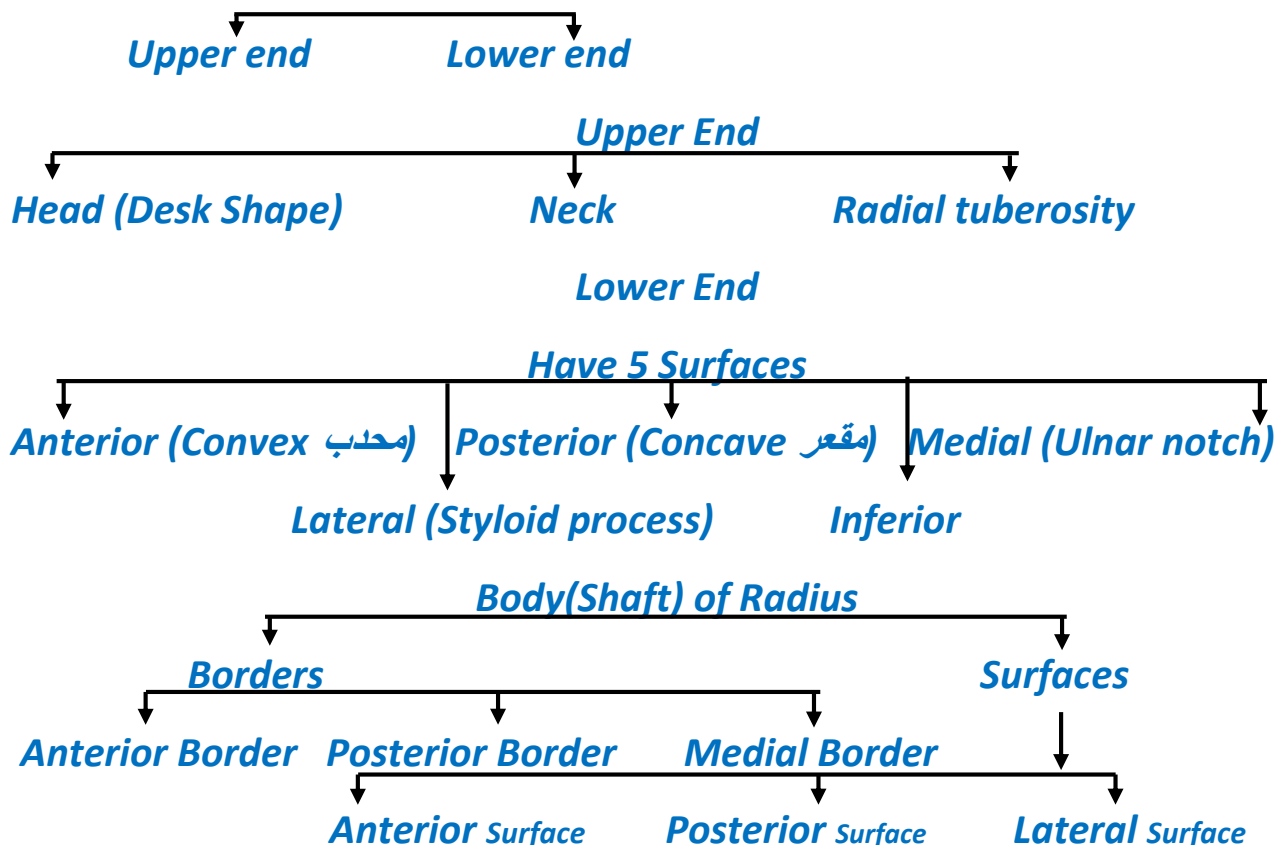 Upper end Lower end
Upper End
Head (Desk Shape) Neck Radial tuberosity
Lower End
Have 5 Surfaces
Anterior (Convex محدب) Posterior (Concave مقعر) Medial (Ulnar notch)
Lateral (Styloid process) Inferior
Body(Shaft) of Radius
Borders Surfaces
Anterior Border Posterior Border Medial Border
Anterior Surface Posterior Surface Lateral Surface